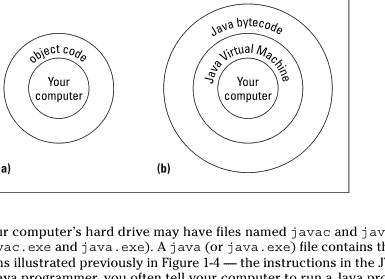 object code
Your
computer
Java bytecode
Java Virtual Machine
Your
computer
a)
(b)
ur computer's hard drive may have files named javac and jav
vac.exe and java.exe). A java (or java.exe) file contains th
ns illustrated previously in Figure 1-4 — the instructions in the J
ava programmer, you often tell your computer to run a Java pro